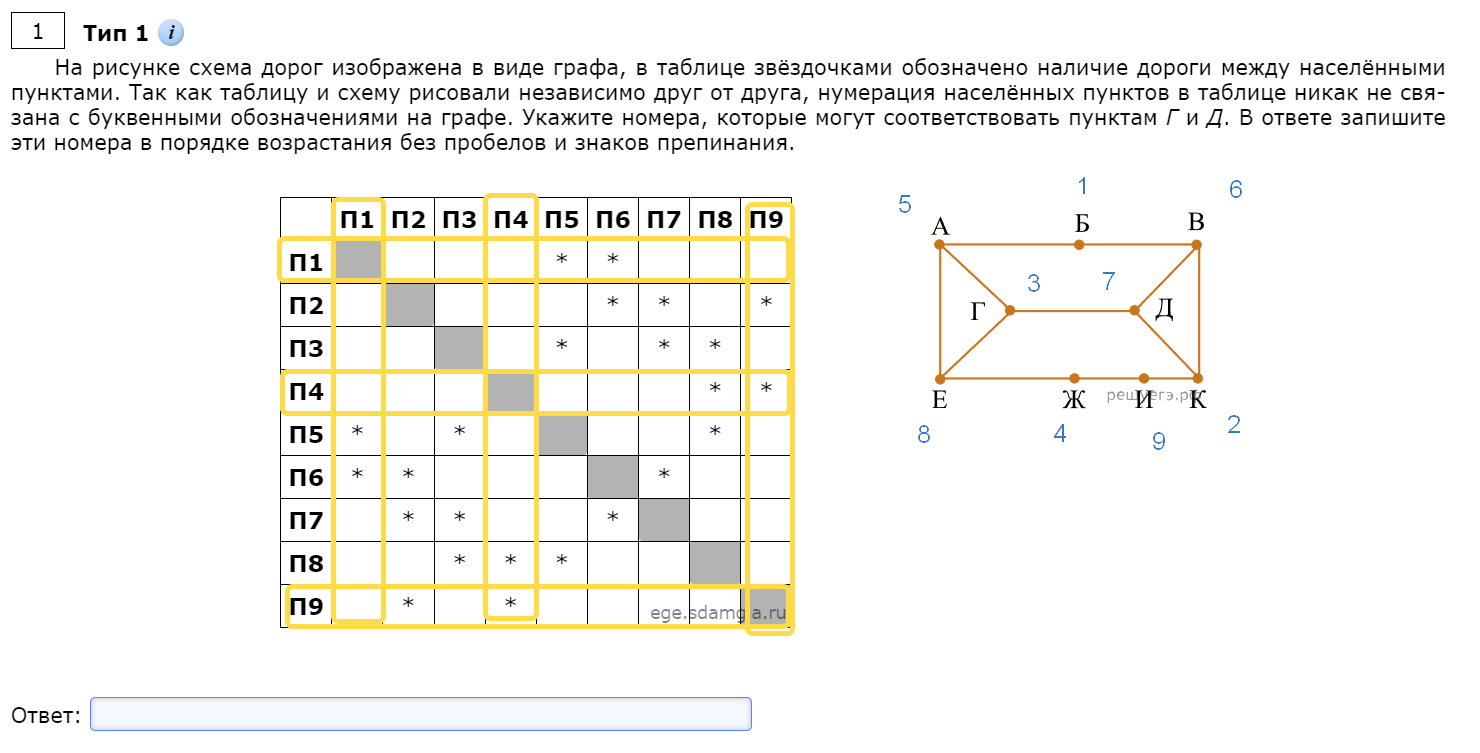 1 Тип 1 i
На рисунке схема дорог изображена в виде графа, в таблице звёздочками обозначено наличие дороги между населёнными
пунктами. Так как таблицу и схему рисовали независимо друг от друга, нумерация населённых пунктов в таблице никак не свя-
зана с буквенными обозначениями на графе. Укажите номера, которые могут соответствовать пунктам Г и Д. В ответе запишите
эти номера в порядке возрастания без пробелов и знаков препинания.
П1 П2 П3 П4 П5 П6 П7 П8 П9
П1 * *
П2 * * *
П3 * * *
П4 * *
П5 * * *
П6 * * *
П7 * * *
П8 * * *
П9 * *
ege.sdamgia.ru
5 1 6
А Б В
3 7
Г Д
Е Ж И К
решуегэ.рф
8 4 9 2
Ответ: